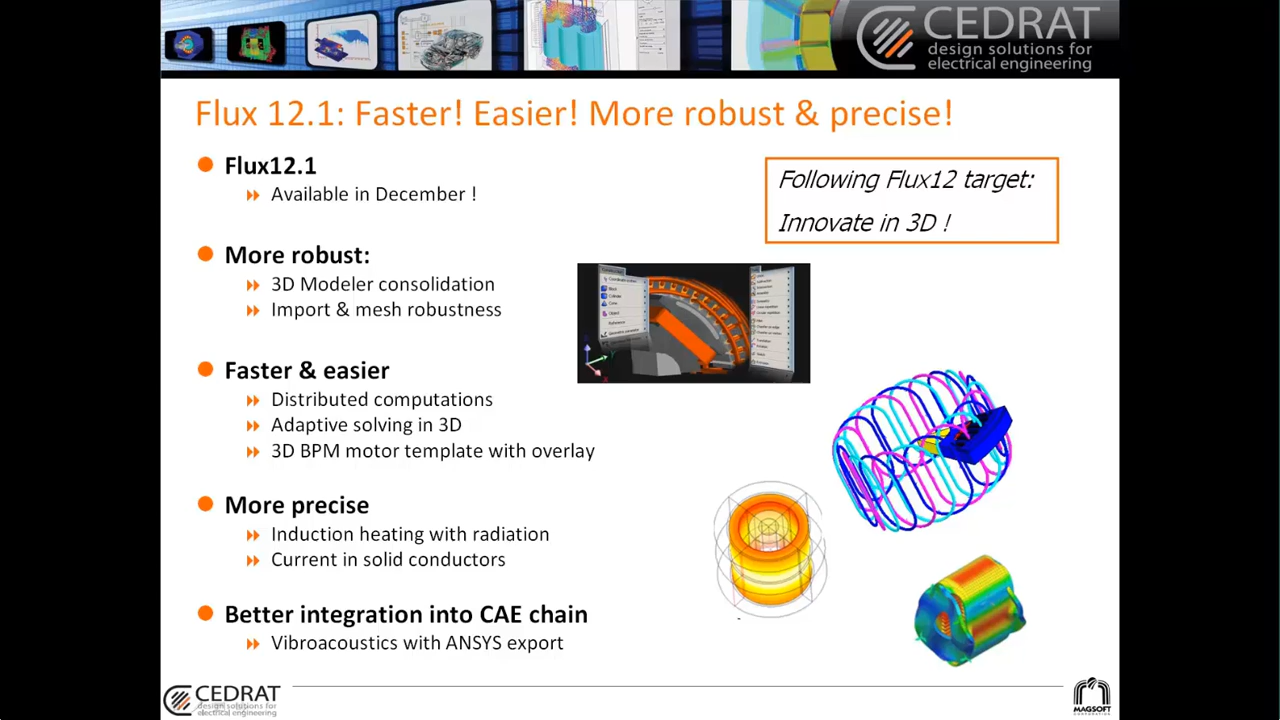 CEDRAT
design solutions for
electrical engineering
Flux 12.1: Faster! Easier! More robust & precise!
Flux12.1
Available in December !
Following Flux12 target:
Innovate in 3D !
More robust:
3D Modeler consolidation
Import & mesh robustness
Faster & easier
Distributed computations
Adaptive solving in 3D
3D BPM motor template with overlay
More precise
Induction heating with radiation
Current in solid conductors
Better integration into CAE chain
Vibroacoustics with ANSYS export
CEDRAT
design solutions for
electrical engineering
MAGSOFT
CORPORATION